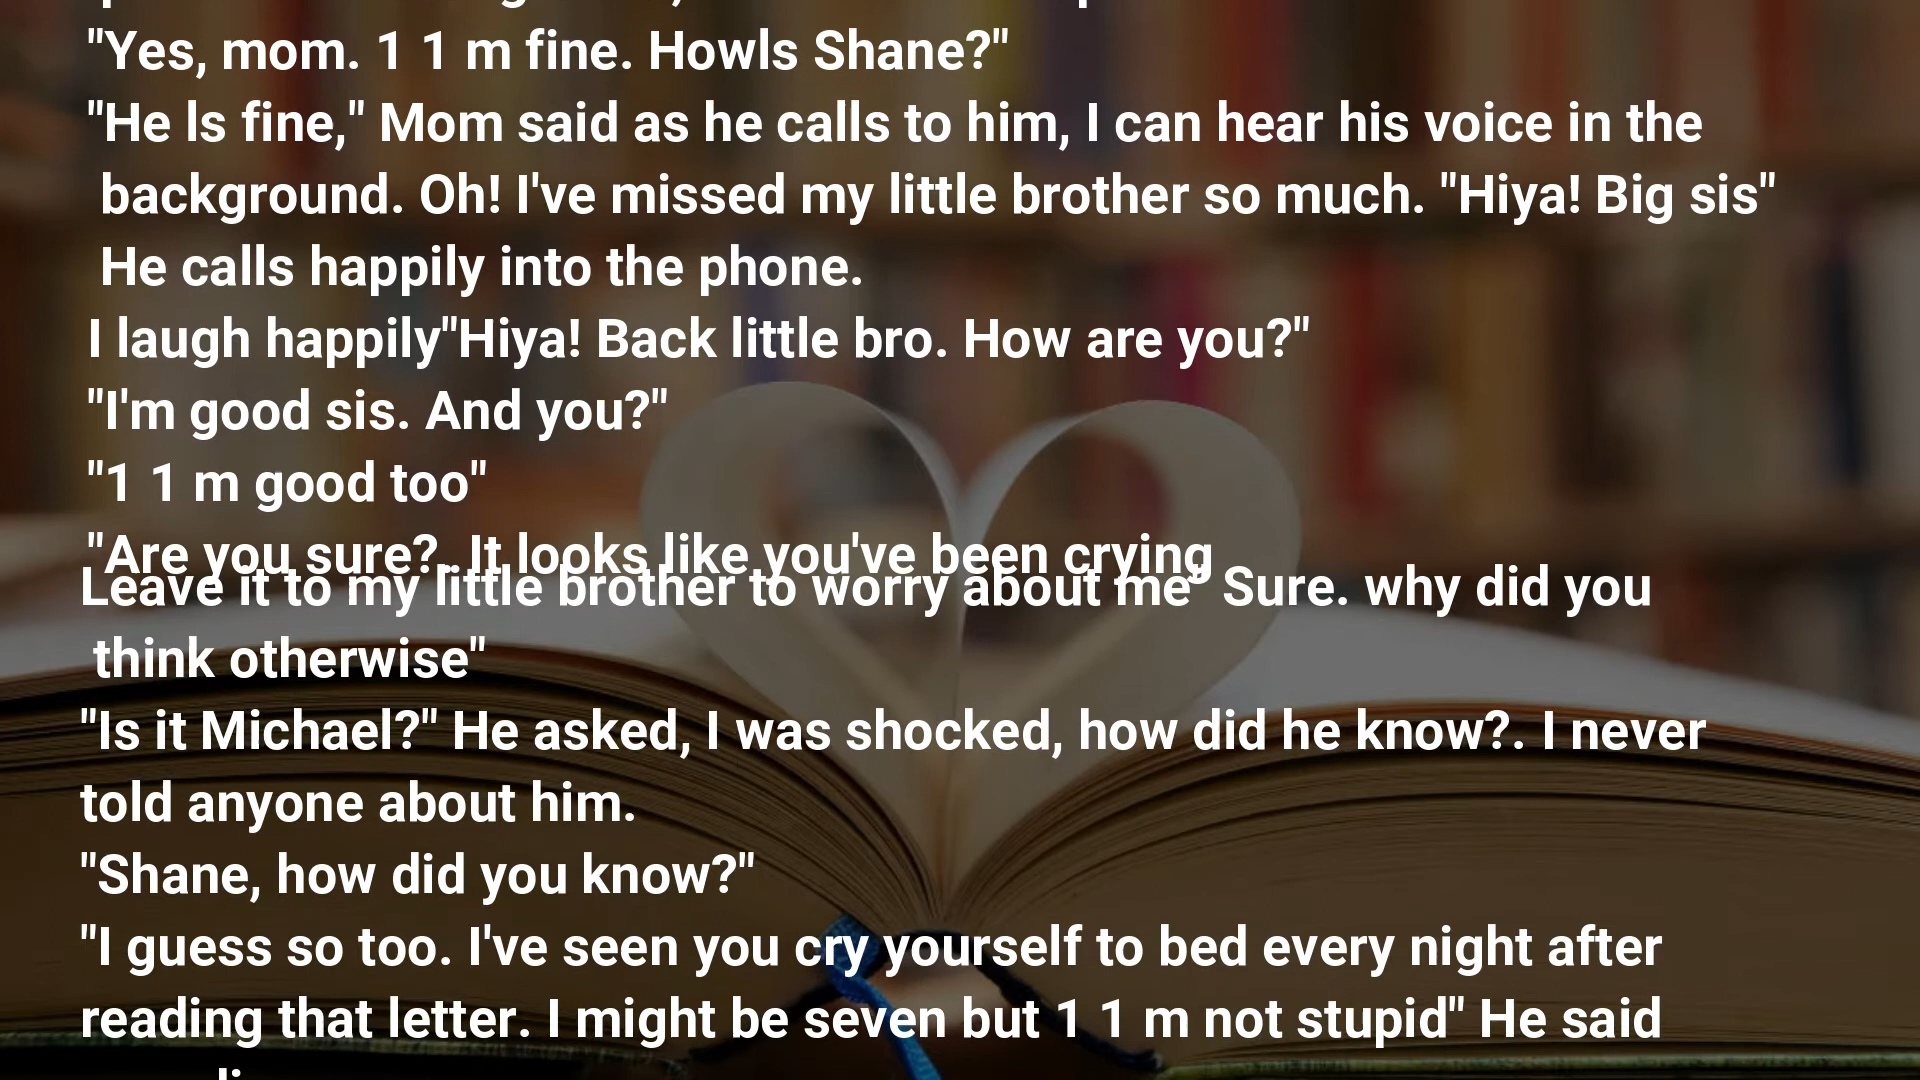 "Yes, mom. 1 1 m fine. Howls Shane?"
"He ls fine," Mom said as he calls to him, I can hear his voice in the
background. Oh! I've missed my little brother so much. "Hiya! Big sis"
He calls happily into the phone.
I laugh happily"Hiya! Back little bro. How are you?"
"I'm good sis. And you?"
"1 1 m good too"
"Are you sure?. It looks like you've been crying
Leave it to my little brother to worry about me" Sure. why did you
think otherwise"
"Is it Michael?" He asked, I was shocked, how did he know?. I never
told anyone about him.
"Shane, how did you know?"
"I guess so too. I've seen you cry yourself to bed every night after
reading that letter. I might be seven but 1 1 m not stupid" He said